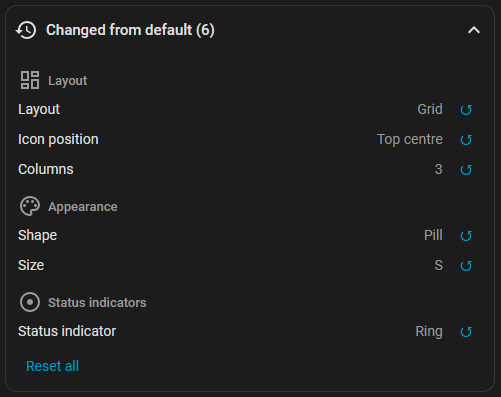 Changed from default (6)
Layout
Layout Grid
Icon position Top centre
Columns 3
Appearance
Shape Pill
Size S
Status indicators
Status indicator Ring
Reset all